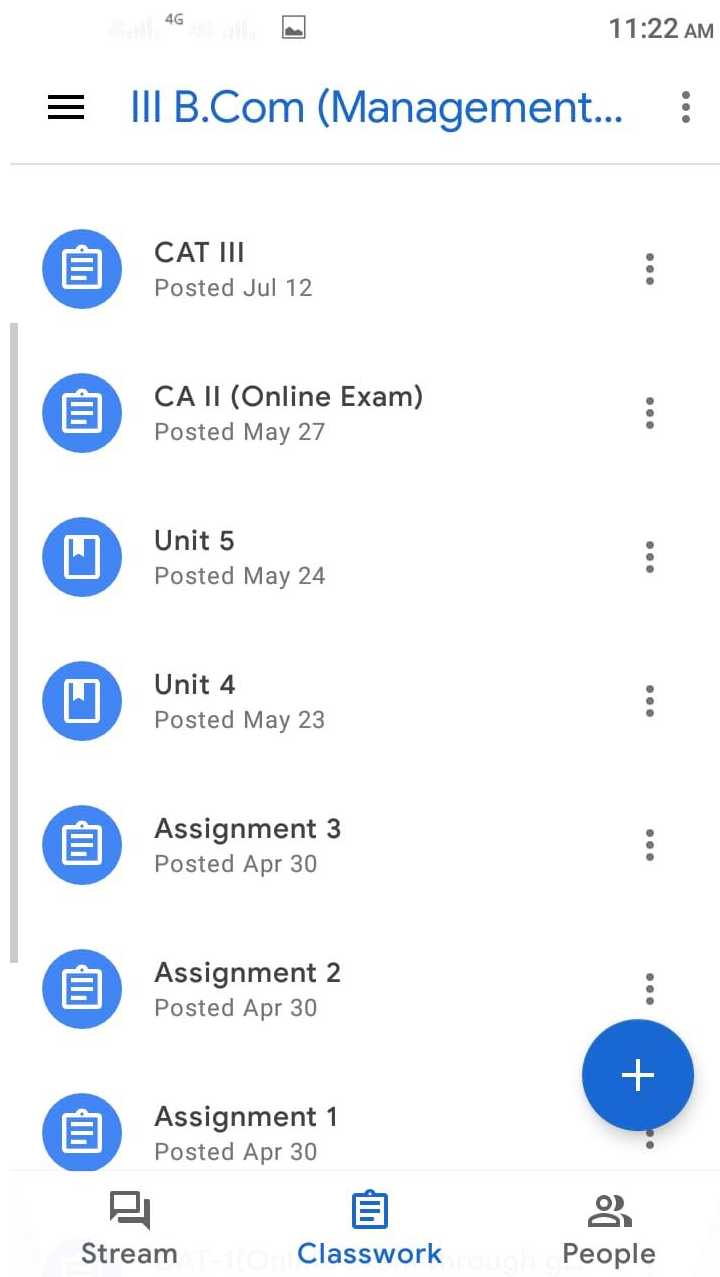 4G 4G 11:22 AM
III B.Com (Management...
CAT III
Posted Jul 12
CA II (Online Exam)
Posted May 27
Unit 5
Posted May 24
Unit 4
Posted May 23
Assignment 3
Posted Apr 30
Assignment 2
Posted Apr 30
Assignment 1
Posted Apr 30
Stream Classwork People